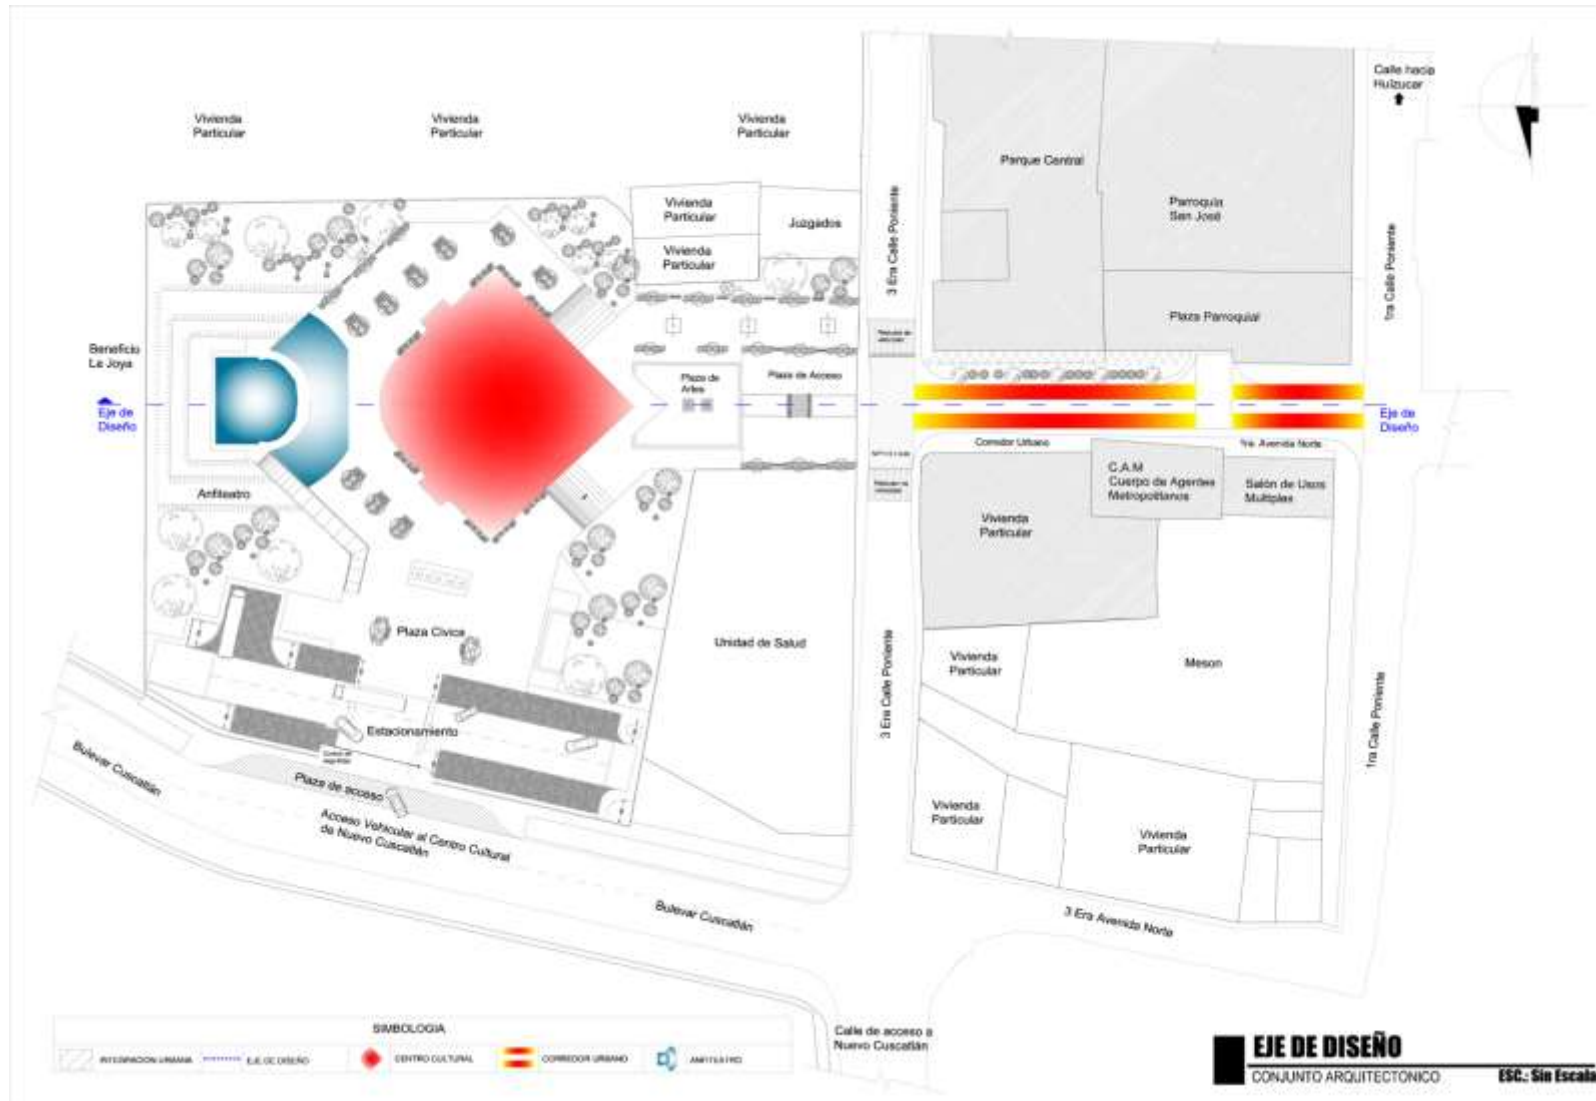 Calle hacia
Huizucar
Vivienda
Particular
Vivienda
Particular
Vivienda
Particular
Parque Central
Vivienda
Particular
Juzgados
Vivienda
Particular
3 Era Calle Poniente
Parroquia
San José
1ra Calle Poniente
Plaza Parroquial
Beneficio
La Joya
Plaza de
Artes
Plaza de Acceso
Eje de
Diseño
Eje de
Diseño
Corredor Urbano
1ra. Avenida Norte
Anfiteatro
C.A.M
Cuerpo de Agentes
Metropolitanos
Salón de Usos
Multiples
Vivienda
Particular
Plaza Civica
Unidad de Salud
Vivienda
Particular
Meson
3 Era Calle Poniente
1ra Calle Poniente
Estacionamiento
Bulevar Cuscatlán
Plaza de acceso
Acceso Vehicular al Centro Cultural
de Nuevo Cuscatlán
Vivienda
Particular
Vivienda
Particular
Bulevar Cuscatlán
3 Era Avenida Norte
Calle de acceso a
Nuevo Cuscatlán
SIMBOLOGIA
INTEGRACION URBANA
EJE DE DISEÑO
CENTRO CULTURAL
CORREDOR URBANO
ANFITEATRO
EJE DE DISEÑO
CONJUNTO ARQUITECTONICO
ESC.: Sin Escala